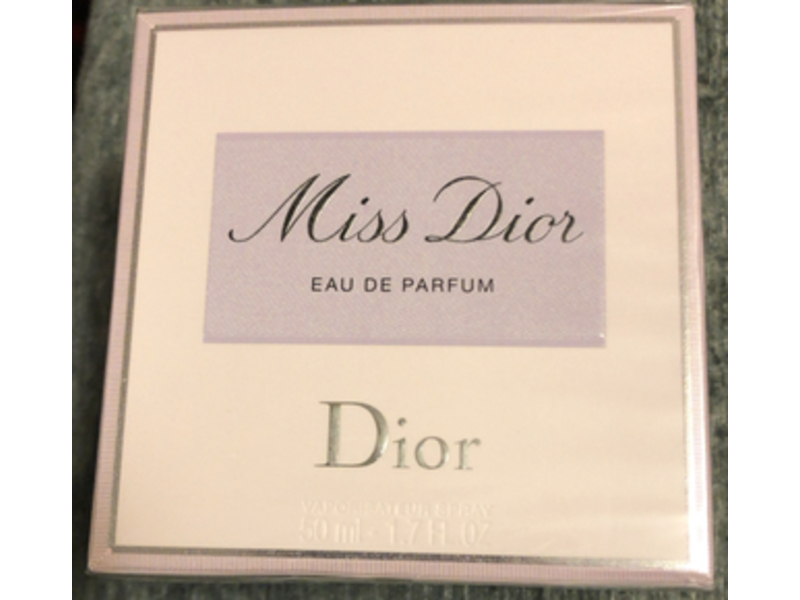 Miss Dior
EAU DE PARFUM
Dior
VAPORISATEUR SPRAY
50 ml - 1.7 FL. OZ